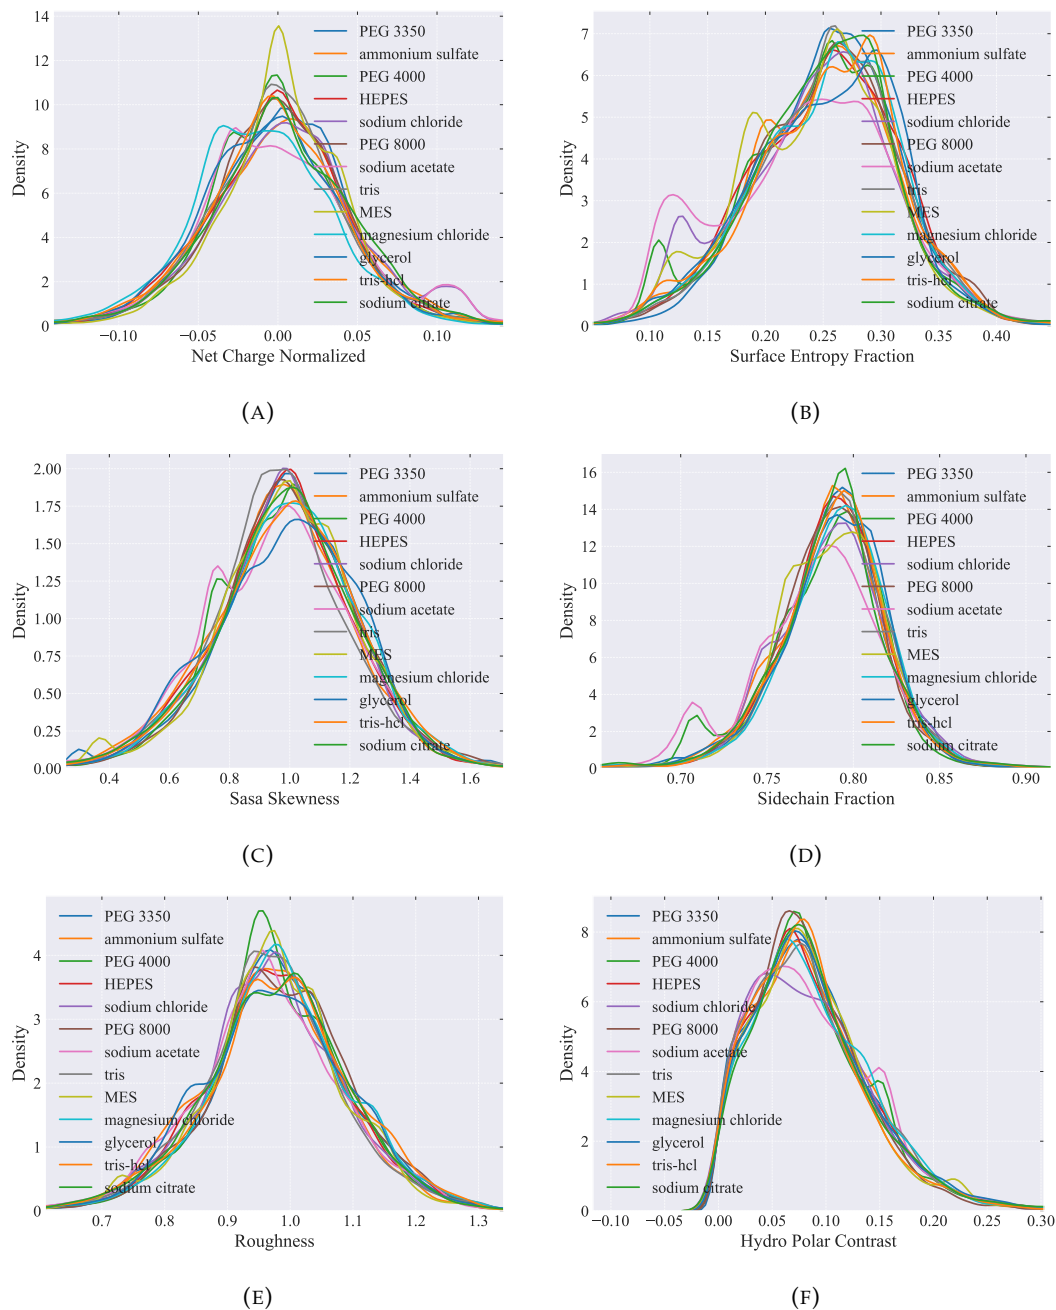 14
12
10
8
6
4
2
0
Density
−0.10
−0.05
0.00
0.05
0.10
Net Charge Normalized
PEG 3350
ammonium sulfate
PEG 4000
HEPES
sodium chloride
PEG 8000
sodium acetate
tris
MES
magnesium chloride
glycerol
tris-hcl
sodium citrate
(A)
7
6
5
4
3
2
1
0
Density
0.10
0.15
0.20
0.25
0.30
0.35
0.40
Surface Entropy Fraction
PEG 3350
ammonium sulfate
PEG 4000
HEPES
sodium chloride
PEG 8000
sodium acetate
tris
MES
magnesium chloride
glycerol
tris-hcl
sodium citrate
(B)
2.00
1.75
1.50
1.25
1.00
0.75
0.50
0.25
0.00
Density
0.4
0.6
0.8
1.0
1.2
1.4
1.6
Sasa Skewness
PEG 3350
ammonium sulfate
PEG 4000
HEPES
sodium chloride
PEG 8000
sodium acetate
tris
MES
magnesium chloride
glycerol
tris-hcl
sodium citrate
(C)
16
14
12
10
8
6
4
2
0
Density
0.70
0.75
0.80
0.85
0.90
Sidechain Fraction
PEG 3350
ammonium sulfate
PEG 4000
HEPES
sodium chloride
PEG 8000
sodium acetate
tris
MES
magnesium chloride
glycerol
tris-hcl
sodium citrate
(D)
4
3
2
1
0
Density
0.7
0.8
0.9
1.0
1.1
1.2
1.3
Roughness
PEG 3350
ammonium sulfate
PEG 4000
HEPES
sodium chloride
PEG 8000
sodium acetate
tris
MES
magnesium chloride
glycerol
tris-hcl
sodium citrate
(E)
8
6
4
2
0
Density
−0.10
−0.05
0.00
0.05
0.10
0.15
0.20
0.25
0.30
Hydro Polar Contrast
PEG 3350
ammonium sulfate
PEG 4000
HEPES
sodium chloride
PEG 8000
sodium acetate
tris
MES
magnesium chloride
glycerol
tris-hcl
sodium citrate
(F)